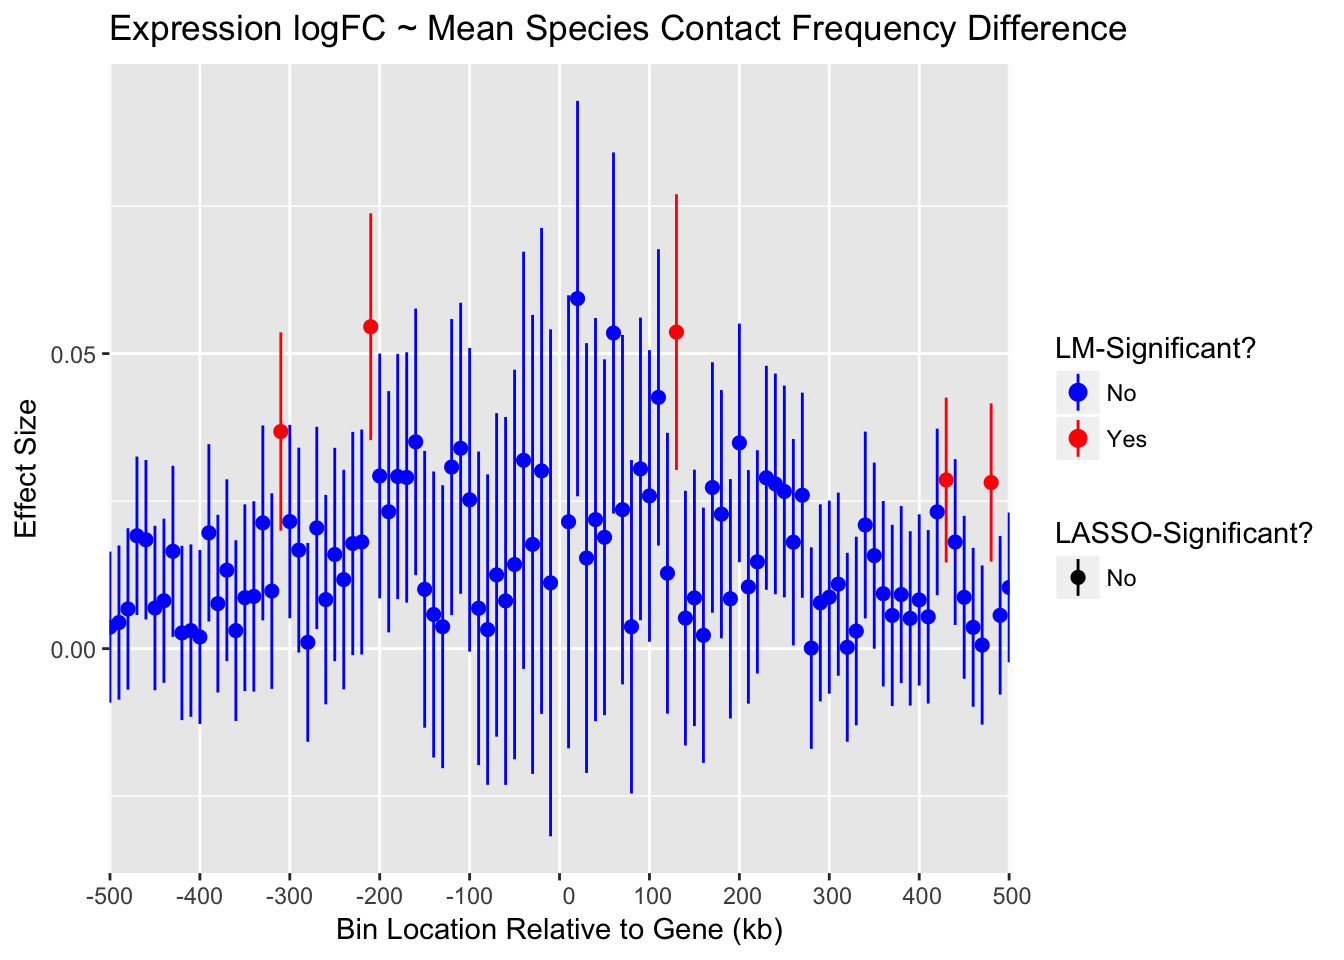 Expression logFC ~ Mean Species Contact Frequency Difference
Effect Size
0.05
0.00
-500 -400 -300 -200 -100 0 100 200 300 400 500
Bin Location Relative to Gene (kb)
LM-Significant?
No
Yes
LASSO-Significant?
No